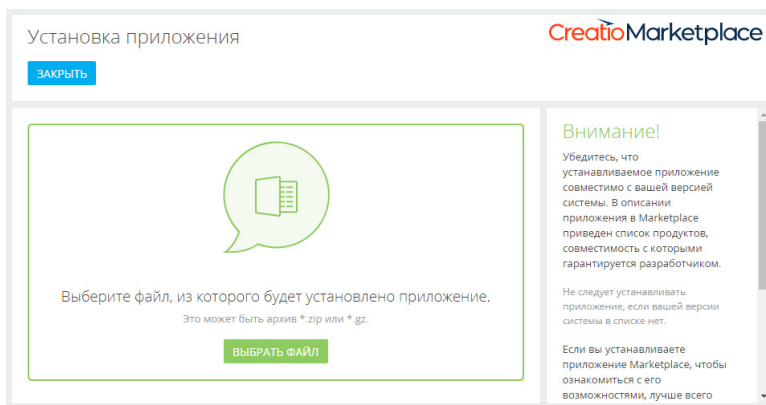 Установка приложения
Creatio Marketplace
ЗАКРЫТЬ
Выберите файл, из которого будет установлено приложение.
Это может быть архив *.zip или *.gz.
ВЫБРАТЬ ФАЙЛ
Внимание!
Убедитесь, что
устанавливаемое приложение
совместимо с вашей версией
системы. В описании
приложения в Marketplace
приведен список продуктов,
совместимость с которыми
гарантируется разработчиком.
Не следует устанавливать
приложение, если вашей версии
системы в списке нет.
Если вы устанавливаете
приложение Marketplace, чтобы
ознакомиться с его
возможностями, лучше всего